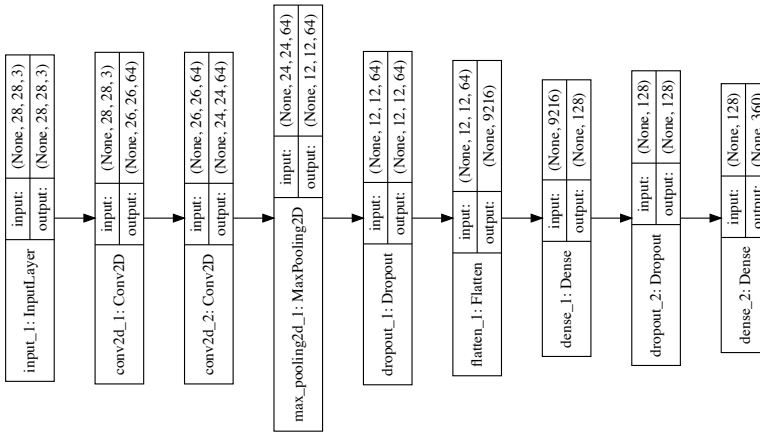 input_1: InputLayer
input:
(None, 28, 28, 3)
output:
(None, 28, 28, 3)
conv2d_1: Conv2D
input:
(None, 28, 28, 3)
output:
(None, 26, 26, 64)
conv2d_2: Conv2D
input:
(None, 26, 26, 64)
output:
(None, 24, 24, 64)
max_pooling2d_1: MaxPooling2D
input:
(None, 24, 24, 64)
output:
(None, 12, 12, 64)
dropout_1: Dropout
input:
(None, 12, 12, 64)
output:
(None, 12, 12, 64)
flatten_1: Flatten
input:
(None, 12, 12, 64)
output:
(None, 9216)
dense_1: Dense
input:
(None, 9216)
output:
(None, 128)
dropout_2: Dropout
input:
(None, 128)
output:
(None, 128)
dense_2: Dense
input:
(None, 128)
output:
(None, 360)